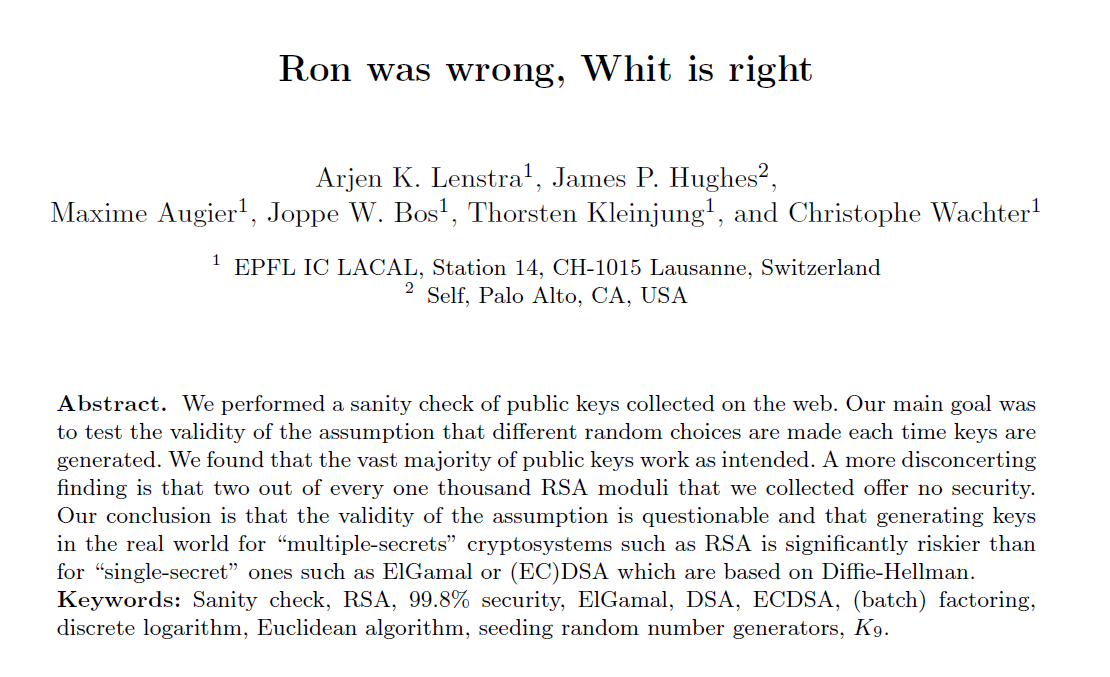 Ron was wrong, Whit is right
Arjen K. Lenstra¹, James P. Hughes²,
Maxime Augier¹, Joppe W. Bos¹, Thorsten Kleinjung¹, and Christophe Wachter¹
¹ EPFL IC LACAL, Station 14, CH-1015 Lausanne, Switzerland
² Self, Palo Alto, CA, USA
Abstract. We performed a sanity check of public keys collected on the web. Our main goal was
to test the validity of the assumption that different random choices are made each time keys are
generated. We found that the vast majority of public keys work as intended. A more disconcerting
finding is that two out of every one thousand RSA moduli that we collected offer no security.
Our conclusion is that the validity of the assumption is questionable and that generating keys
in the real world for “multiple-secrets” cryptosystems such as RSA is significantly riskier than
for “single-secret” ones such as ElGamal or (EC)DSA which are based on Diffie-Hellman.
Keywords: Sanity check, RSA, 99.8% security, ElGamal, DSA, ECDSA, (batch) factoring,
discrete logarithm, Euclidean algorithm, seeding random number generators, K₉.